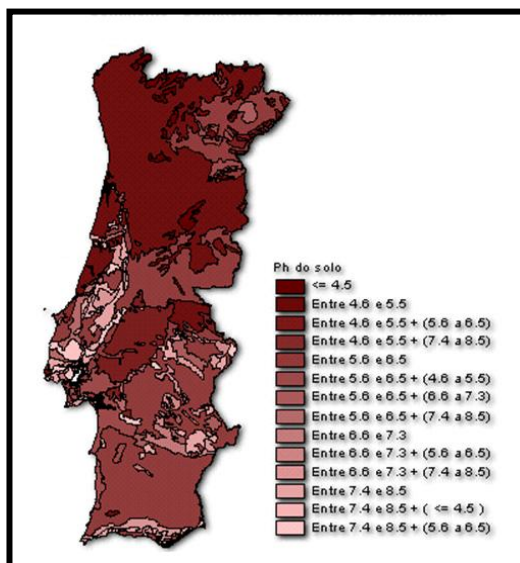 Ph do solo
<= 4.5
Entre 4.6 e 5.5
Entre 4.6 e 5.5 + (5.6 a 6.5)
Entre 4.6 e 5.5 + (7.4 a 8.5)
Entre 5.6 e 6.5
Entre 5.6 e 6.5 + (4.6 a 5.5)
Entre 5.6 e 6.5 + (6.6 a 7.3)
Entre 5.6 e 6.5 + (7.4 a 8.5)
Entre 6.6 e 7.3
Entre 6.6 e 7.3 + (5.6 a 6.5)
Entre 6.6 e 7.3 + (7.4 a 8.5)
Entre 7.4 e 8.5
Entre 7.4 e 8.5 + ( <= 4.5 )
Entre 7.4 e 8.5 + (5.6 a 6.5)